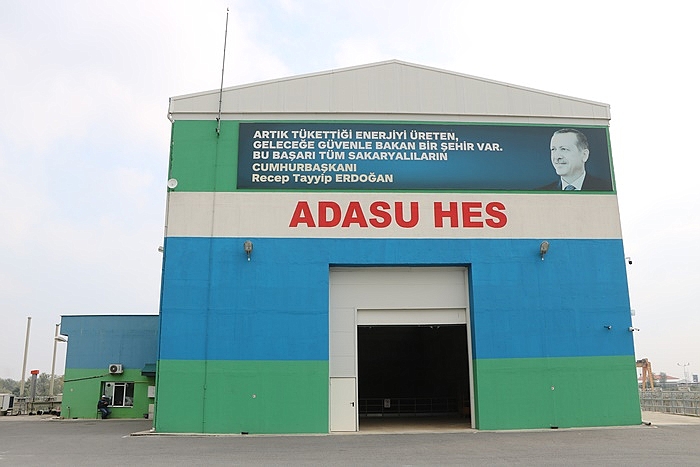 ARTIK TÜKETTİĞİ ENERJİYİ ÜRETEN,
GELECEĞE GÜVENLE BAKAN BİR ŞEHİR VAR.
BU BAŞARI TÜM SAKARYALILARIN
CUMHURBAŞKANI
Recep Tayyip ERDOĞAN
ADASU HES